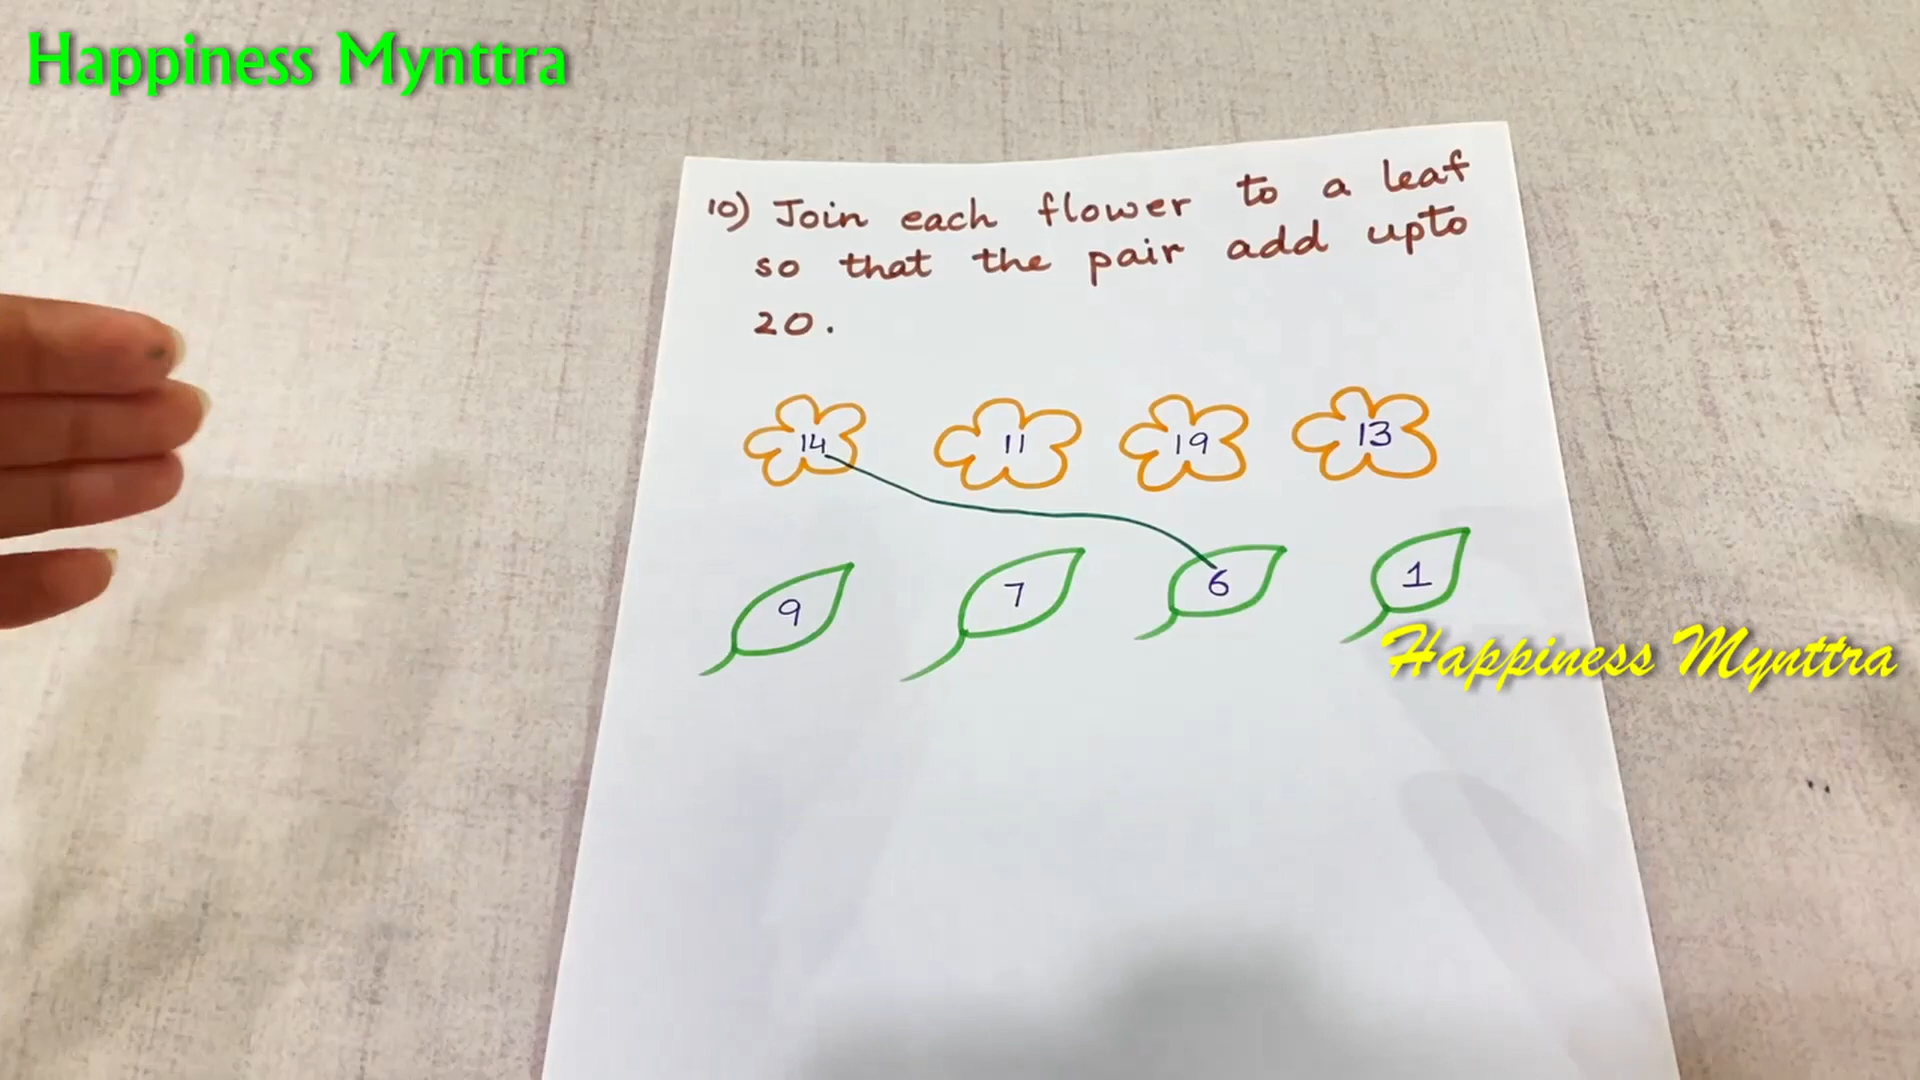 Happiness Mynttra
10) Join each flower to a leaf
so that the pair add upto
20.
14 11 19 13
9 7 6 1
Happiness Mynttra